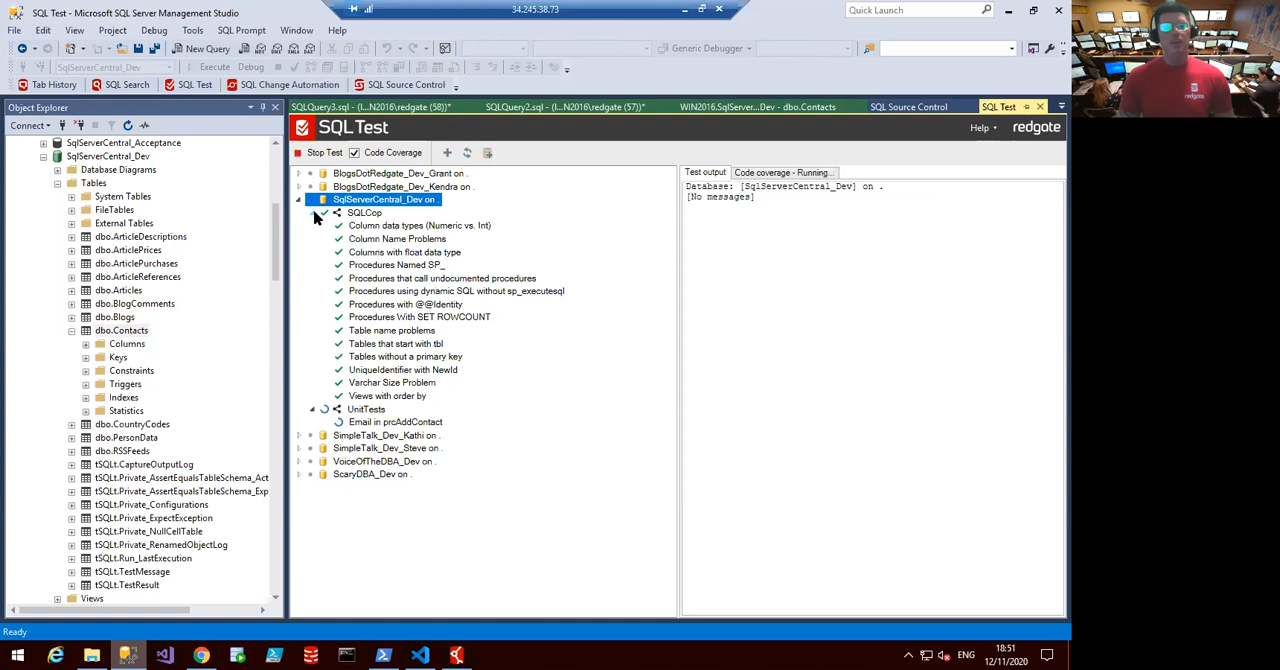 SQL Test - Microsoft SQL Server Management Studio
34.245.38.73
Quick Launch
File Edit View Project Debug Tools SQL Prompt Window Help
New Query
Generic Debugger
SqlServerCentral_Dev
Execute Debug
Tab History SQL Search SQL Test SQL Change Automation SQL Source Control
Object Explorer
SQLQuery3.sql - (l...N2016\redgate (58))*
SQLQuery2.sql - (l...N2016\redgate (57))*
WIN2016.SqlServer...Dev - dbo.Contacts
SQL Source Control
SQL Test
Connect
SqlServerCentral_Acceptance
SqlServerCentral_Dev
Database Diagrams
Tables
System Tables
FileTables
External Tables
dbo.ArticleDescriptions
dbo.ArticlePrices
dbo.ArticlePurchases
dbo.ArticleReferences
dbo.Articles
dbo.BlogComments
dbo.Blogs
dbo.Contacts
Columns
Keys
Constraints
Triggers
Indexes
Statistics
dbo.CountryCodes
dbo.PersonData
dbo.RSSFeeds
tSQLt.CaptureOutputLog
tSQLt.Private_AssertEqualsTableSchema_Act
tSQLt.Private_AssertEqualsTableSchema_Exp
tSQLt.Private_Configurations
tSQLt.Private_ExpectException
tSQLt.Private_NullCellTable
tSQLt.Private_RenamedObjectLog
tSQLt.Run_LastExecution
tSQLt.TestMessage
tSQLt.TestResult
Views
SQL Test
Help
redgate
Stop Test Code Coverage
BlogsDotRedgate_Dev_Grant on .
BlogsDotRedgate_Dev_Kendra on .
SqlServerCentral_Dev on .
SQLCop
Column data types (Numeric vs. Int)
Column Name Problems
Columns with float data type
Procedures Named SP_
Procedures that call undocumented procedures
Procedures using dynamic SQL without sp_executesql
Procedures with @@Identity
Procedures With SET ROWCOUNT
Table name problems
Tables that start with tbl
Tables without a primary key
UniqueIdentifier with NewId
Varchar Size Problem
Views with order by
UnitTests
Email in prcAddContact
SimpleTalk_Dev_Kathi on .
SimpleTalk_Dev_Steve on .
VoiceOfTheDBA_Dev on .
ScaryDBA_Dev on .
Test output
Code coverage - Running...
Database: [SqlServerCentral_Dev] on .
[No messages]
redgate
Ready
ENG
18:51
12/11/2020